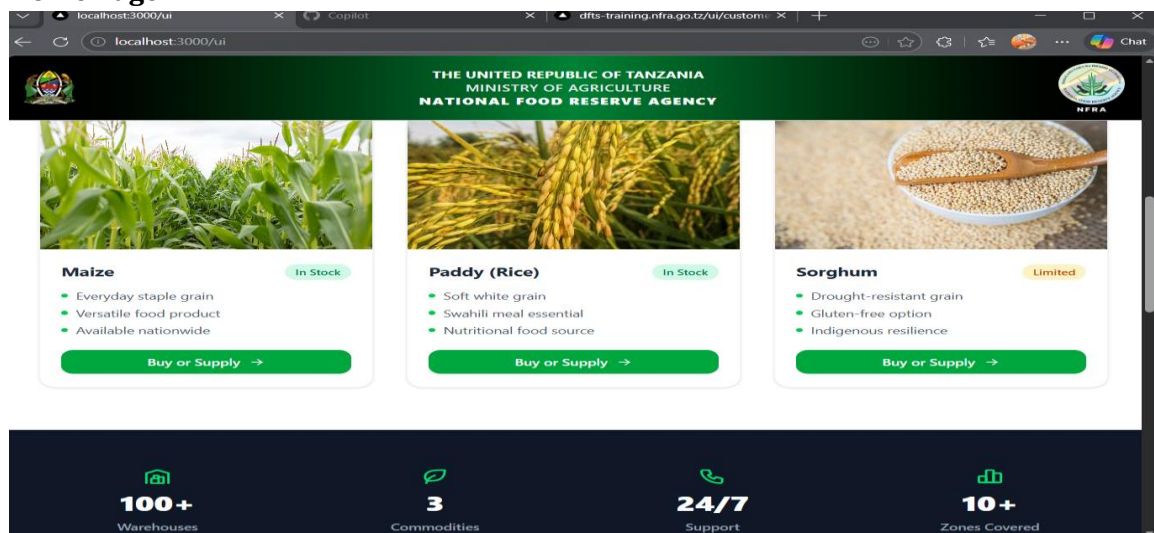 localhost:3000/ui
Copilot
dfts-training.nfra.go.tz/ui/custome
localhost:3000/ui
Chat
THE UNITED REPUBLIC OF TANZANIA
MINISTRY OF AGRICULTURE
NATIONAL FOOD RESERVE AGENCY
NFRA
Maize
In Stock
Everyday staple grain
Versatile food product
Available nationwide
Buy or Supply →
Paddy (Rice)
In Stock
Soft white grain
Swahili meal essential
Nutritional food source
Buy or Supply →
Sorghum
Limited
Drought-resistant grain
Gluten-free option
Indigenous resilience
Buy or Supply →
100+
Warehouses
3
Commodities
24/7
Support
10+
Zones Covered